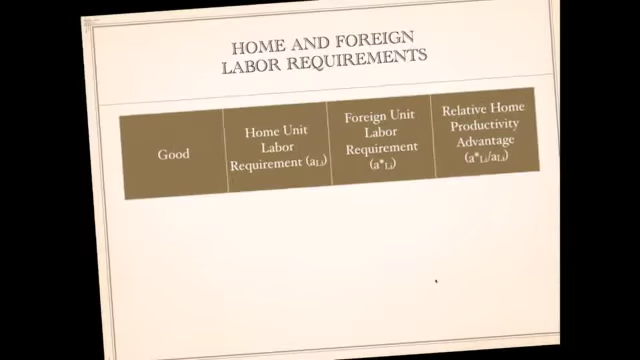 HOME AND FOREIGN
LABOR REQUIREMENTS
Good
Home Unit
Labor
Requirement (aLi)
Foreign Unit
Labor
Requirement
(a*Li)
Relative Home
Productivity
Advantage
(a*Li/aLi)